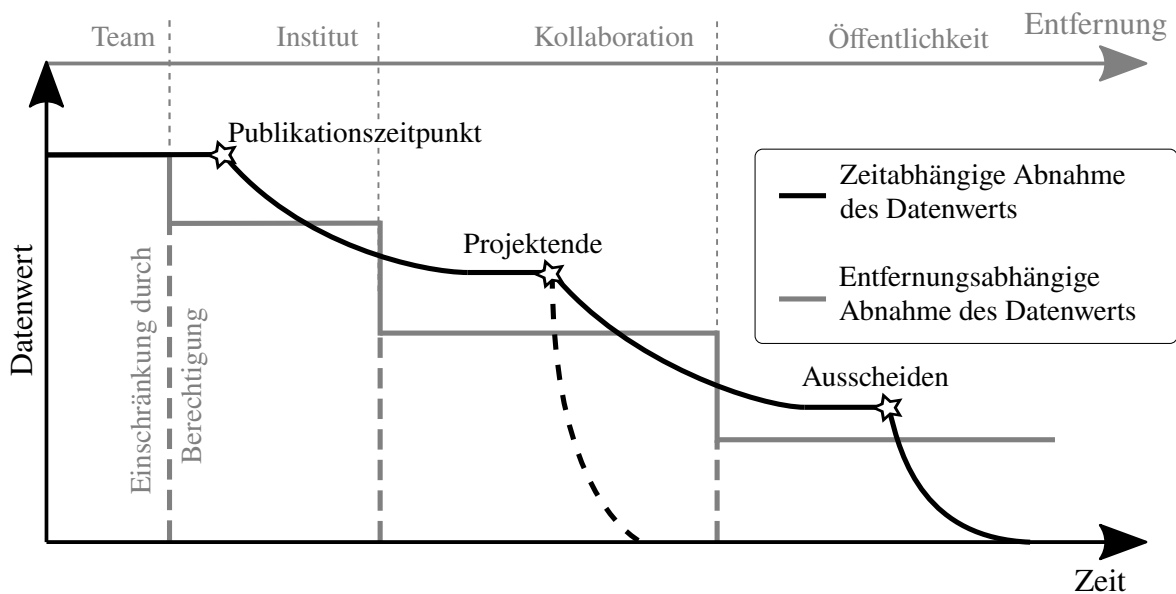 Entfernung
Team
Institut
Kollaboration
Öffentlichkeit
Publikationszeitpunkt
Zeitabhängige Abnahme
des Datenwerts
Entfernungsabhängige
Abnahme des Datenwerts
Projektende
Ausscheiden
Datenwert
Einschränkung durch
Berechtigung
Zeit